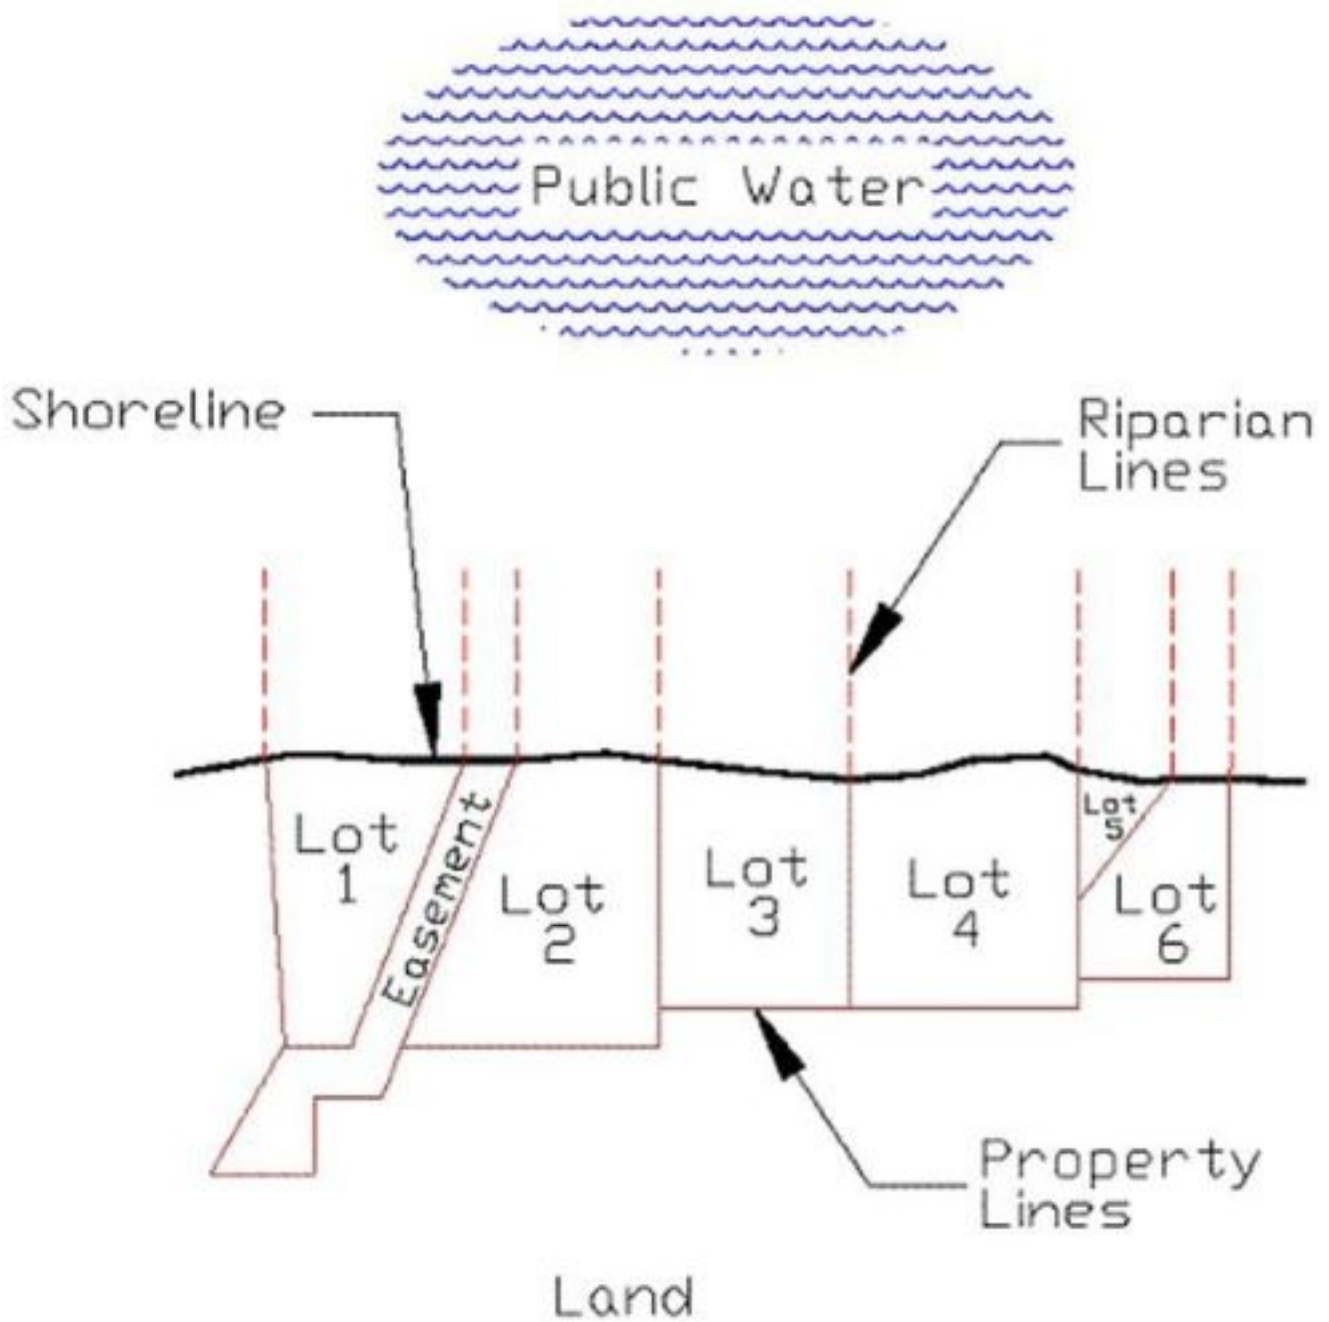 Public Water
Shoreline
Riparian
Lines
Lot
1
Easement
Lot
2
Lot
3
Lot
4
Lot
5
Lot
6
Property
Lines
Land